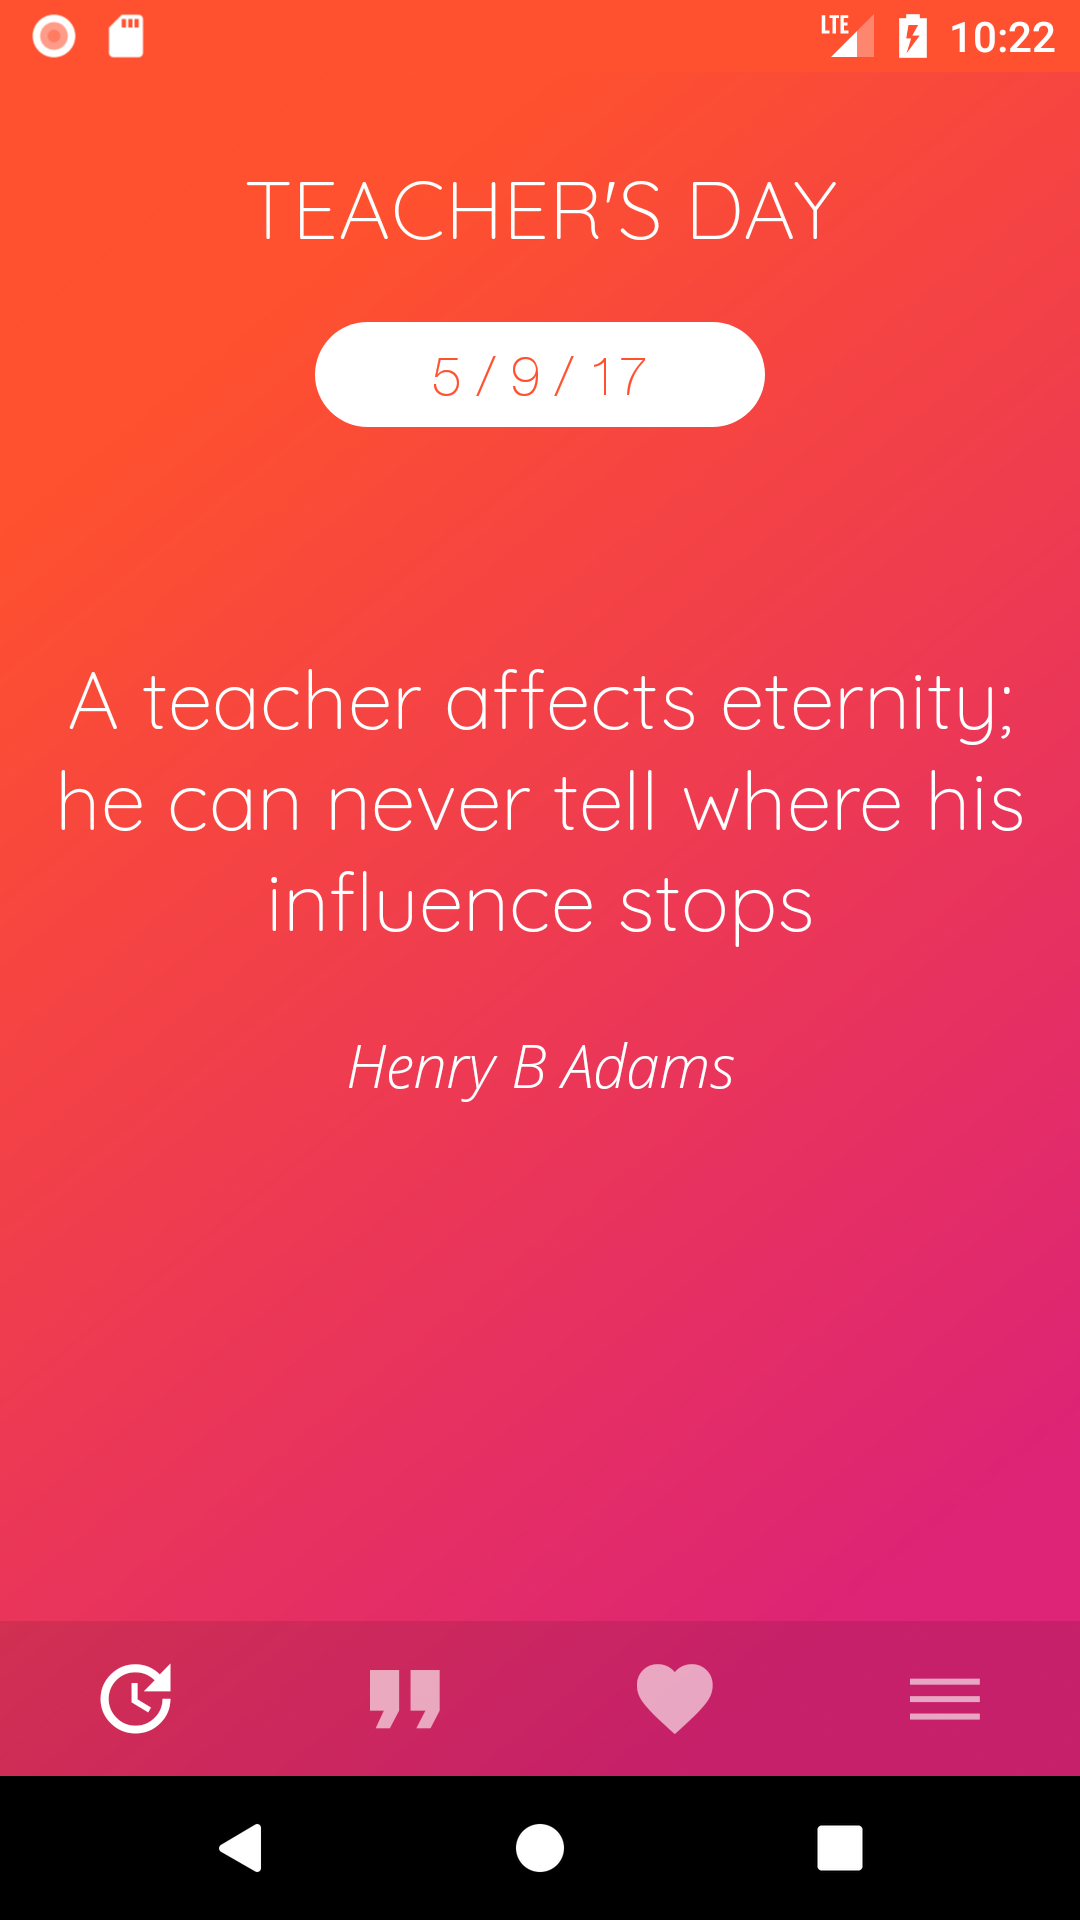 LTE 10:22
TEACHER'S DAY
5 / 9 / 17
A teacher affects eternity;
he can never tell where his
influence stops
Henry B Adams